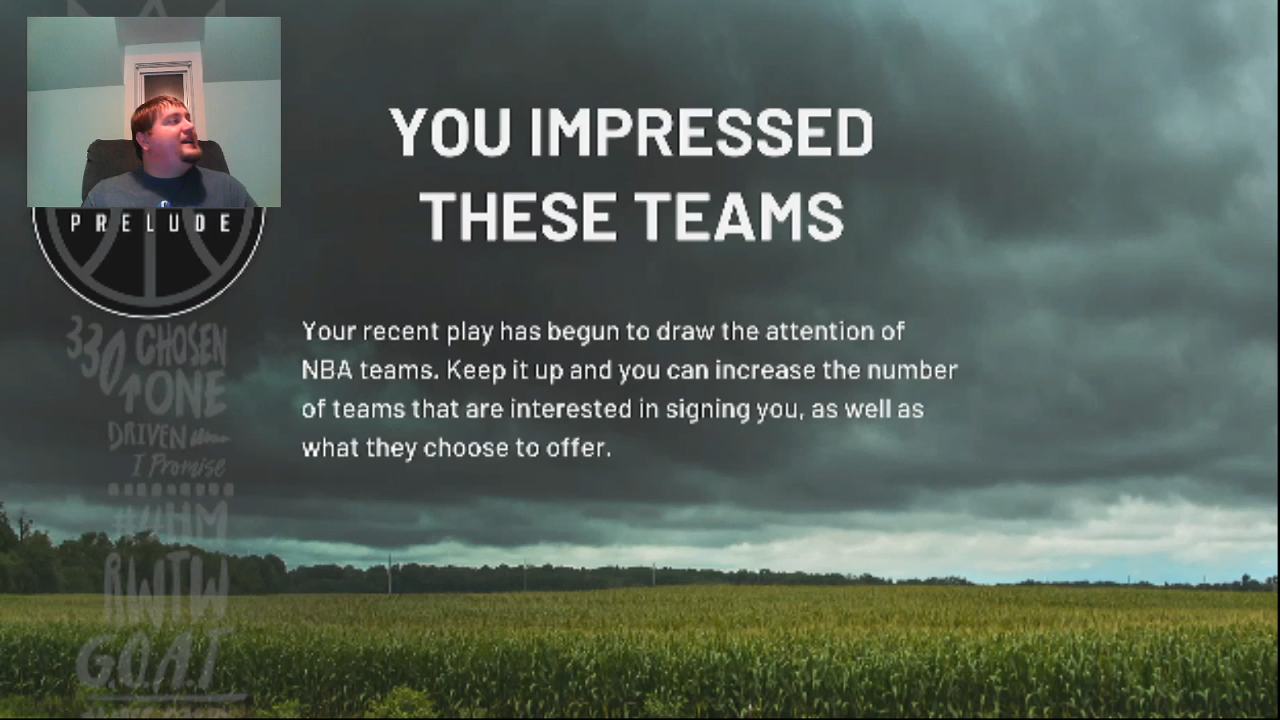 YOU IMPRESSED
THESE TEAMS
PRELUDE
Your recent play has begun to draw the attention of
NBA teams. Keep it up and you can increase the number
of teams that are interested in signing you, as well as
what they choose to offer.
330 CHOSEN
1ONE
DRIVEN
I Promise
RWTW
G.O.A.T